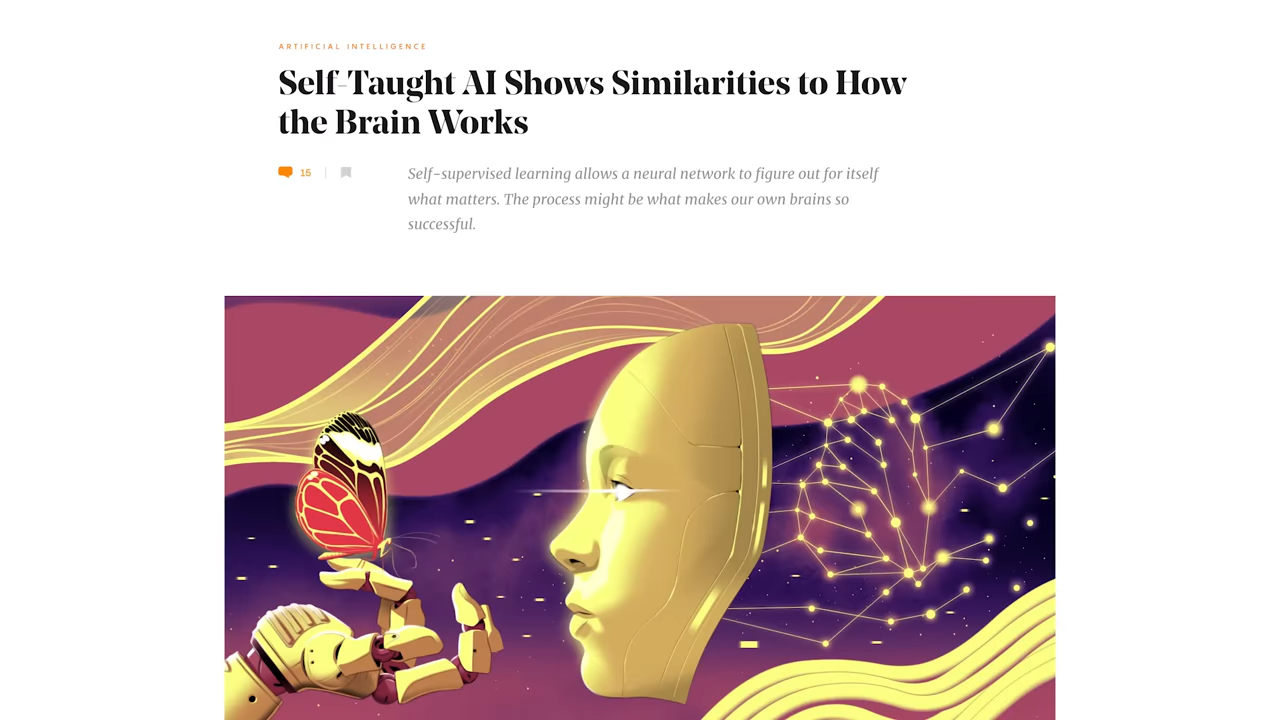 ARTIFICIAL INTELLIGENCE
Self-Taught AI Shows Similarities to How
the Brain Works
15
Self-supervised learning allows a neural network to figure out for itself
what matters. The process might be what makes our own brains so
successful.